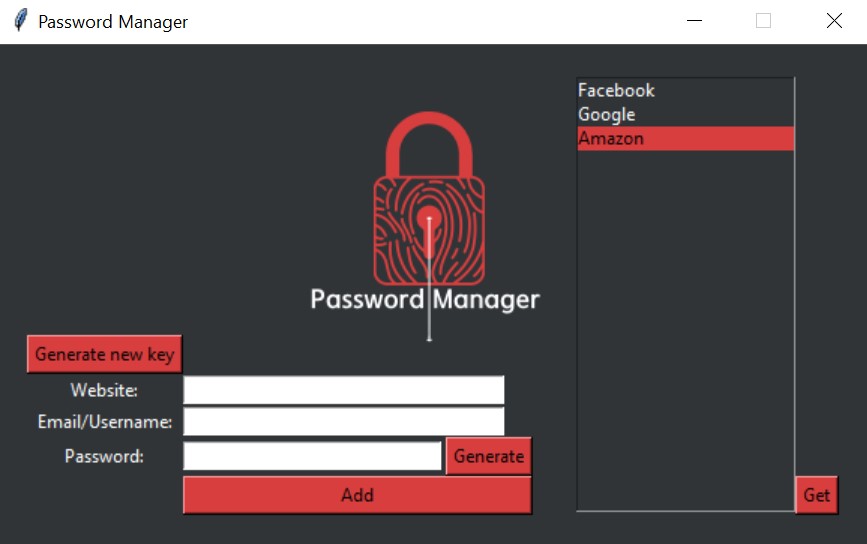 Password Manager
Facebook
Google
Amazon
Password Manager
Generate new key
Website:
Email/Username:
Password:
Generate
Add
Get